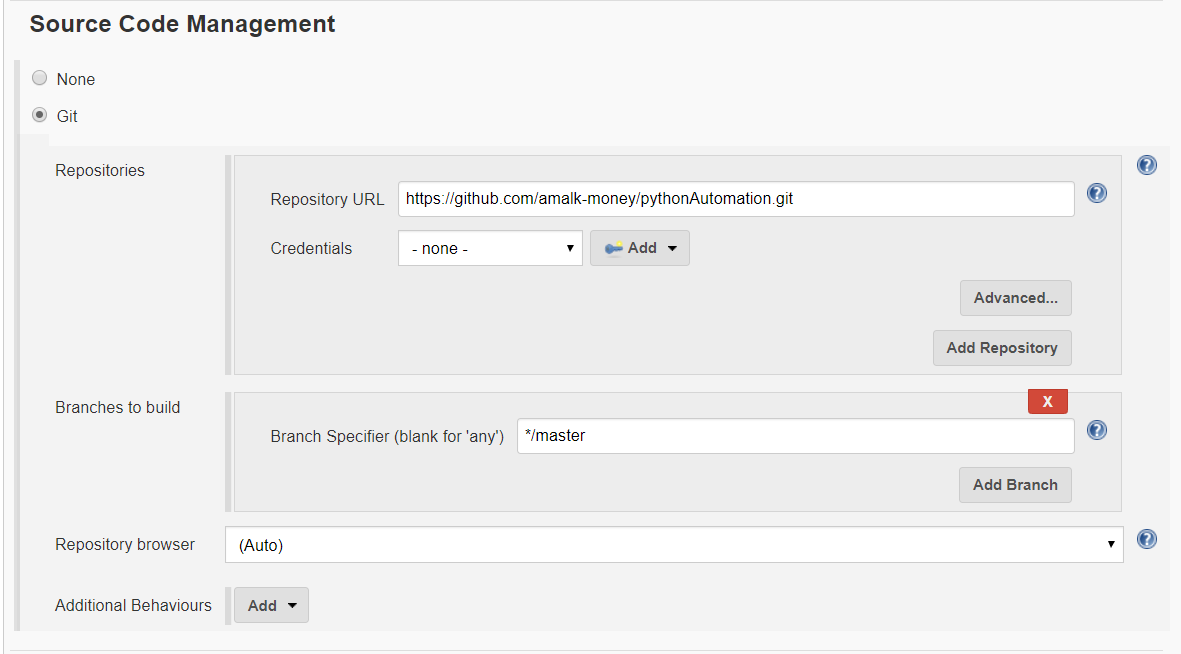 Source Code Management
None
Git
Repositories
Repository URL https://github.com/amalk-money/pythonAutomation.git
Credentials - none - Add
Advanced...
Add Repository
Branches to build
X
Branch Specifier (blank for 'any') */master
Add Branch
Repository browser (Auto)
Additional Behaviours Add